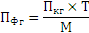 Пфг = Пкг × Т / М